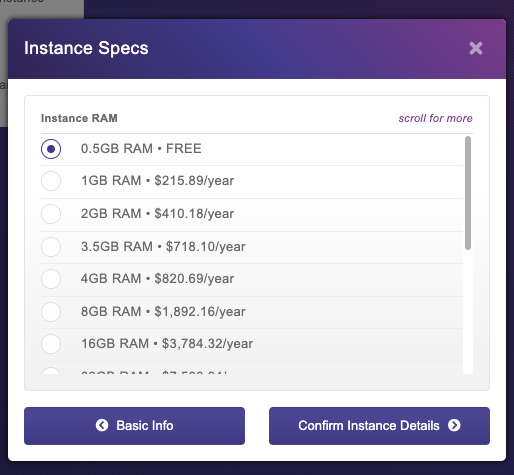 Instance Specs
Instance RAM
scroll for more
0.5GB RAM • FREE
1GB RAM • $215.89/year
2GB RAM • $410.18/year
3.5GB RAM • $718.10/year
4GB RAM • $820.69/year
8GB RAM • $1,892.16/year
16GB RAM • $3,784.32/year
Basic Info
Confirm Instance Details